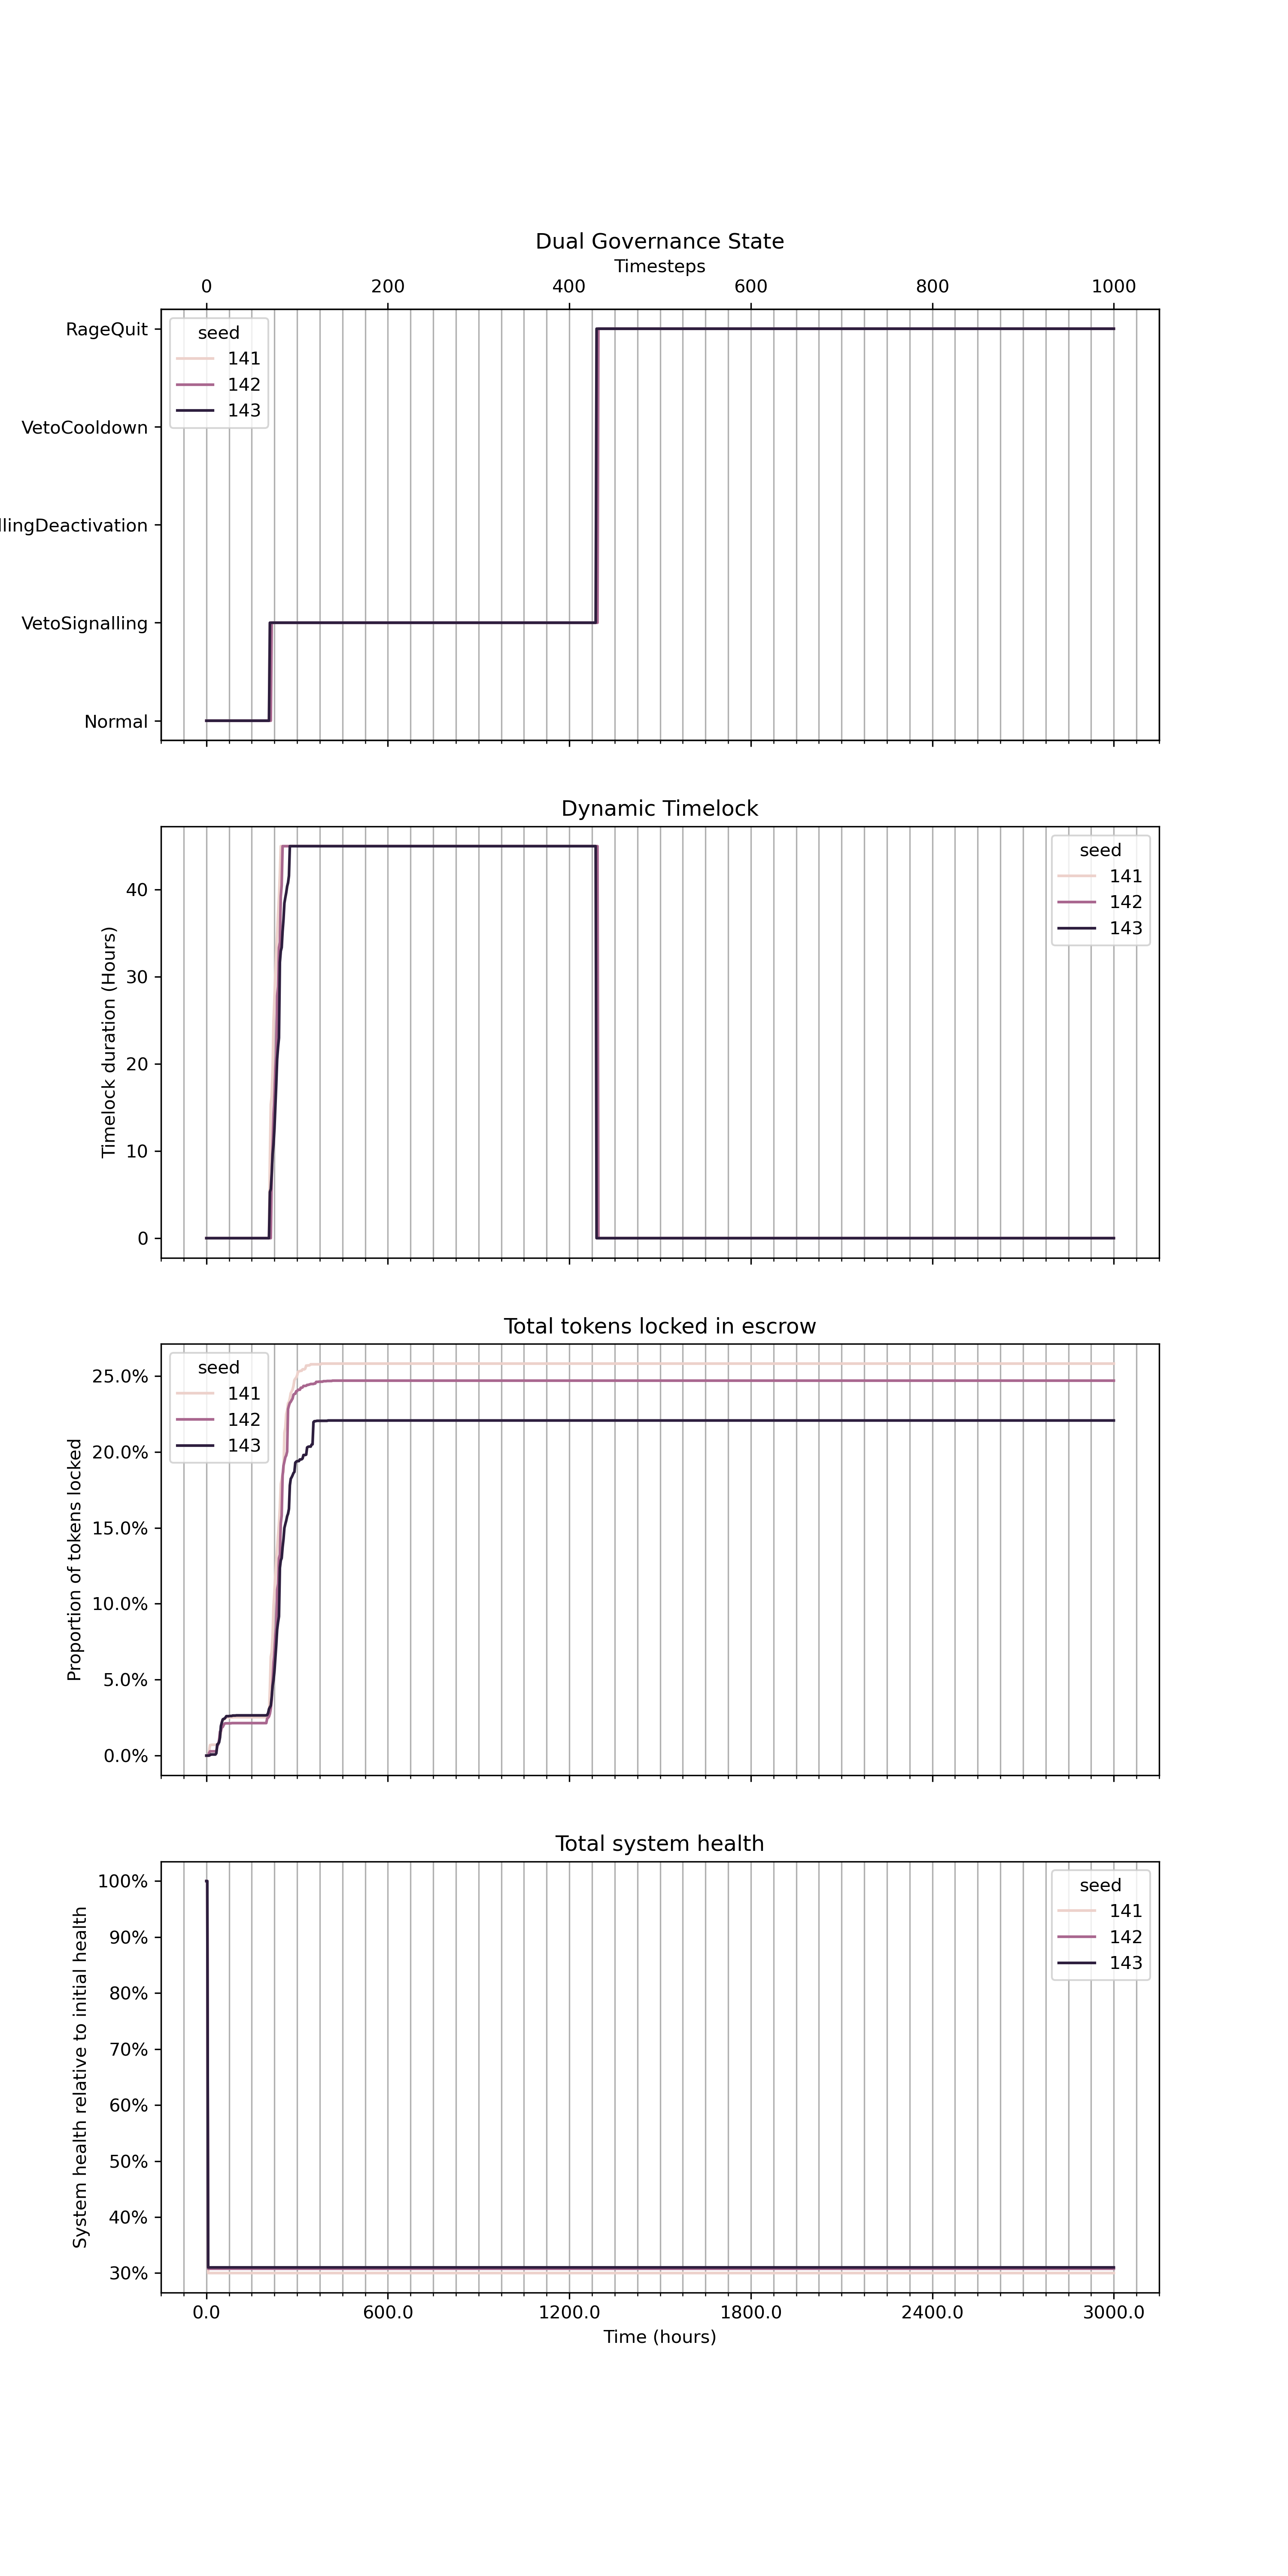 Dual Governance State
Timesteps
0 200 400 600 800 1000
RageQuit
VetoCooldown
llingDeactivation
VetoSignalling
Normal
seed
141
142
143
Dynamic Timelock
Timelock duration (Hours)
40
30
20
10
0
seed
141
142
143
Total tokens locked in escrow
Proportion of tokens locked
25.0%
20.0%
15.0%
10.0%
5.0%
0.0%
seed
141
142
143
Total system health
System health relative to initial health
100%
90%
80%
70%
60%
50%
40%
30%
seed
141
142
143
0.0 600.0 1200.0 1800.0 2400.0 3000.0
Time (hours)